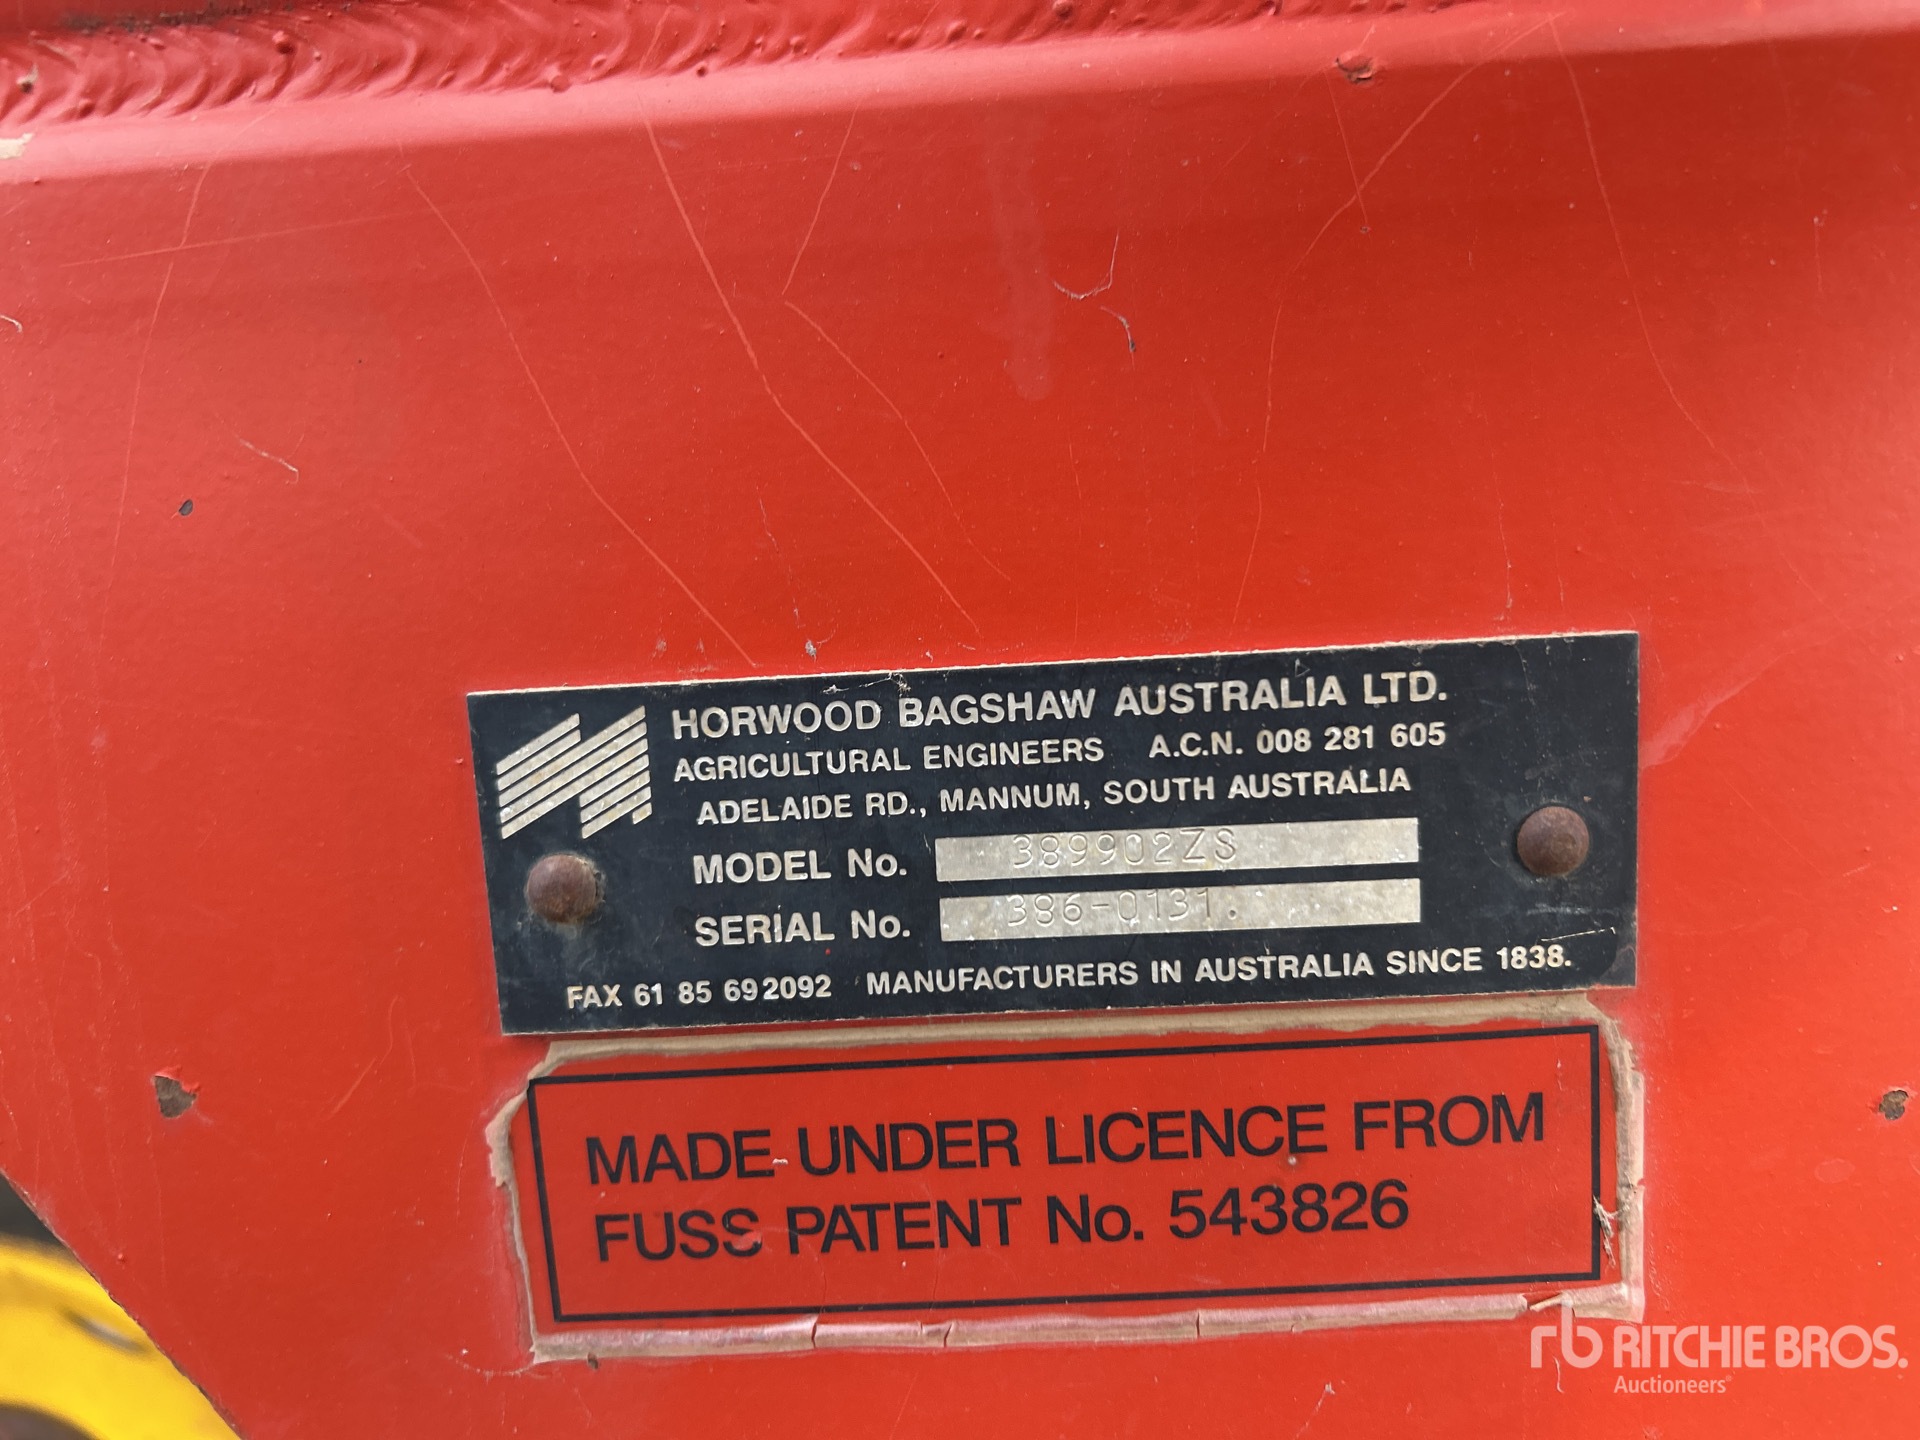 HORWOOD BAGSHAW AUSTRALIA LTD.
AGRICULTURAL ENGINEERS A.C.N. 008 281 605
ADELAIDE RD., MANNUM, SOUTH AUSTRALIA
MODEL No. 389902ZS
SERIAL No. 386-0131.
FAX 61 85 692092 MANUFACTURERS IN AUSTRALIA SINCE 1838.
MADE UNDER LICENCE FROM
FUSS PATENT No. 543826
rb RITCHIE BROS.
Auctioneers